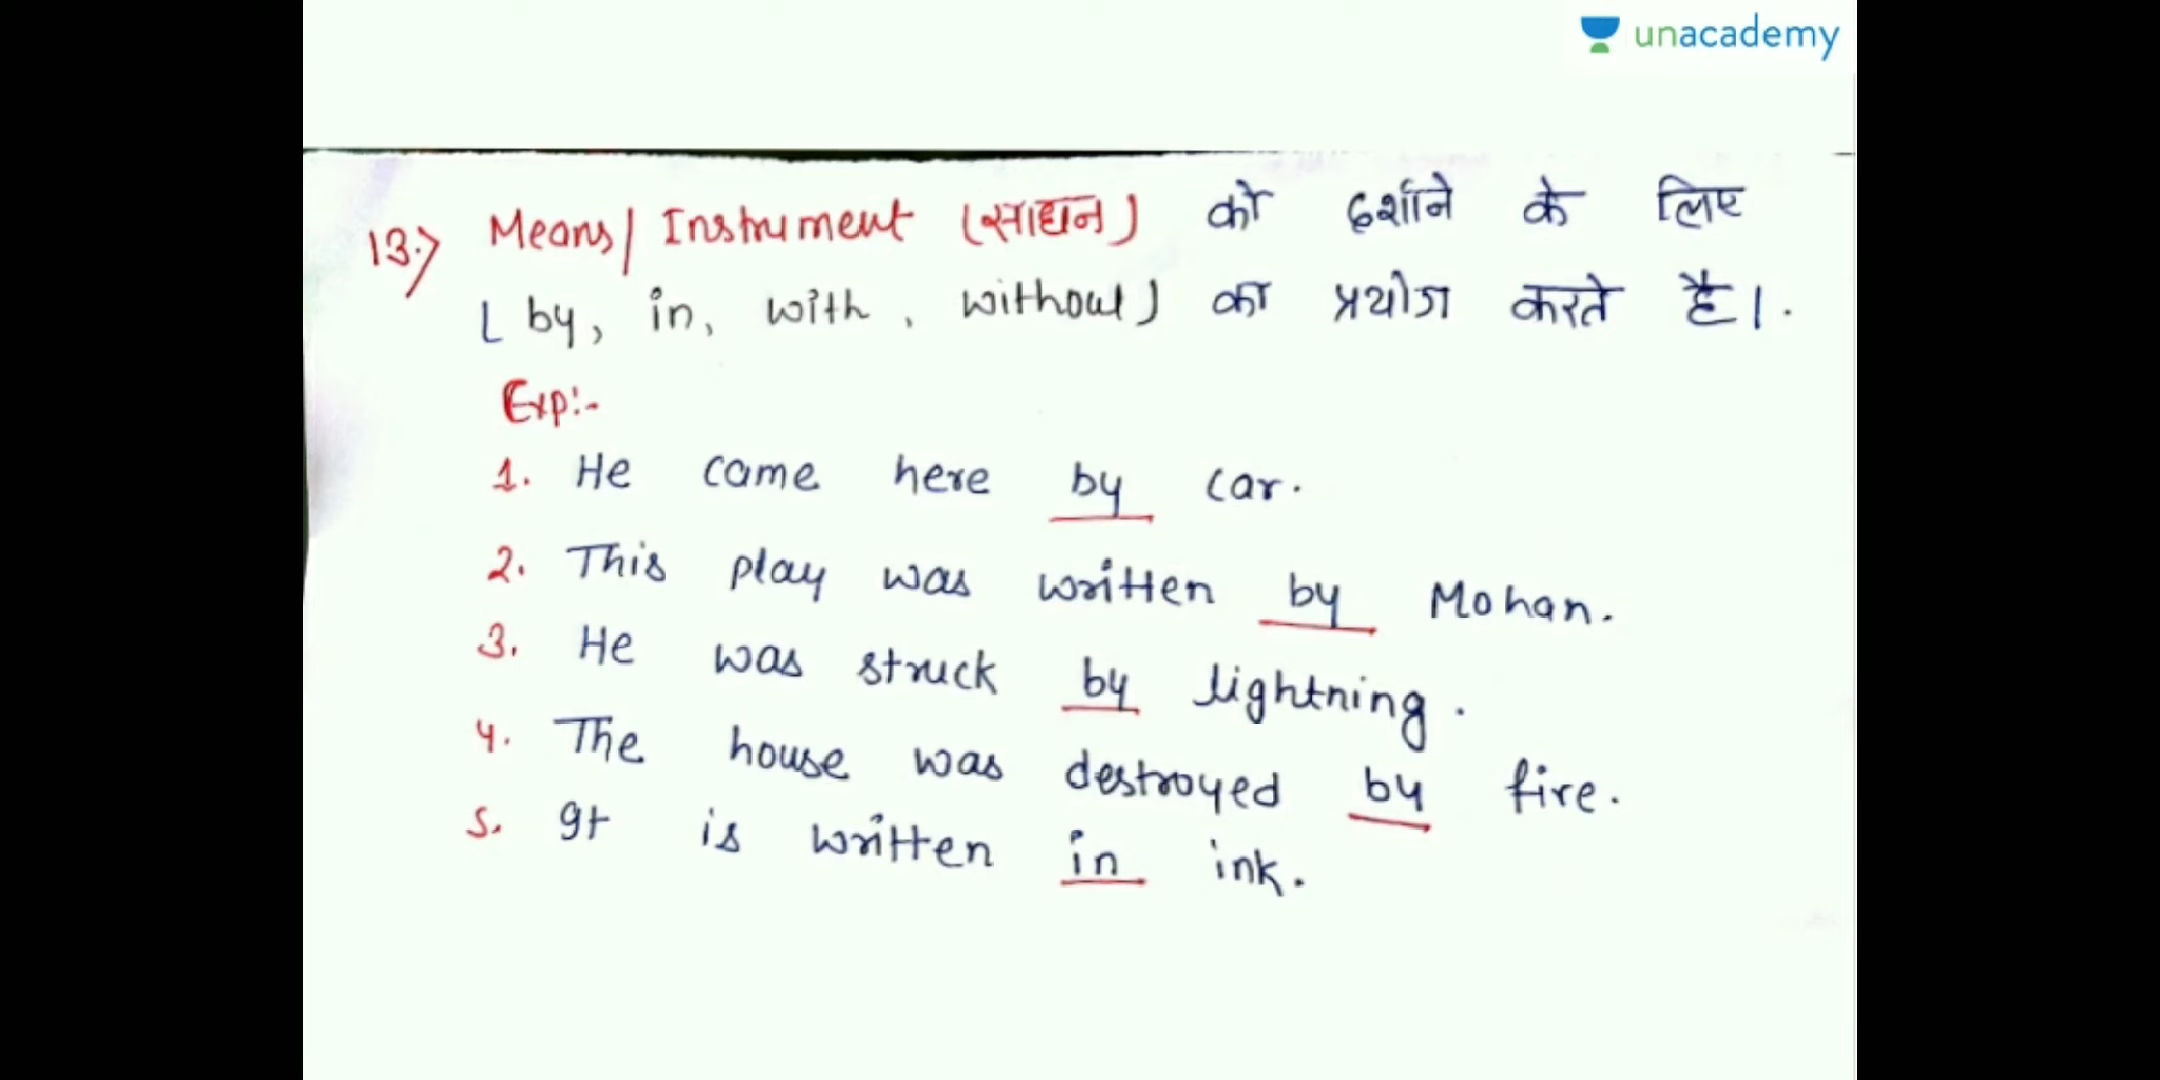 unacademy
13.) Means/Instrument (साधन) को दर्शाने के लिए
[by, in, with, without] का प्रयोग करते है।.
Exp:-
1. He came here by car.
2. This play was written by Mohan.
3. He was struck by lightning.
4. The house was destroyed by fire.
5. It is written in ink.